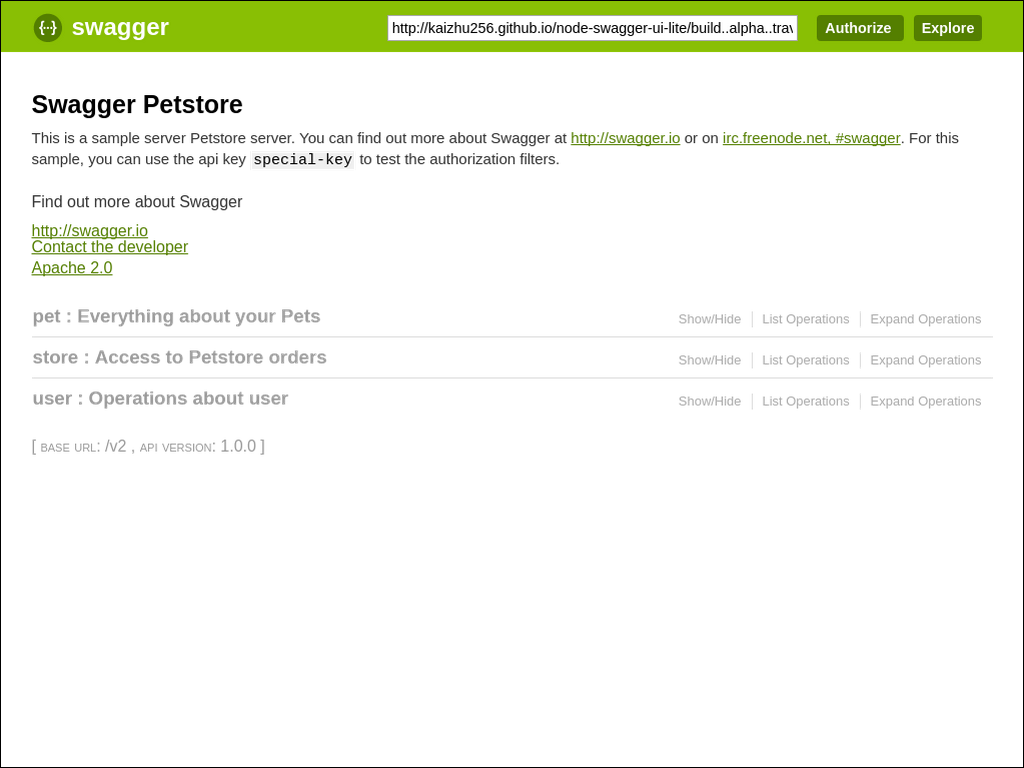 {··} swagger http://kaizhu256.github.io/node-swagger-ui-lite/build..alpha..trav Authorize Explore
Swagger Petstore
This is a sample server Petstore server. You can find out more about Swagger at http://swagger.io or on irc.freenode.net, #swagger. For this
sample, you can use the api key special-key to test the authorization filters.
Find out more about Swagger
http://swagger.io
Contact the developer
Apache 2.0
pet : Everything about your Pets Show/Hide List Operations Expand Operations
store : Access to Petstore orders Show/Hide List Operations Expand Operations
user : Operations about user Show/Hide List Operations Expand Operations
[ BASE URL: /v2 , API VERSION: 1.0.0 ]